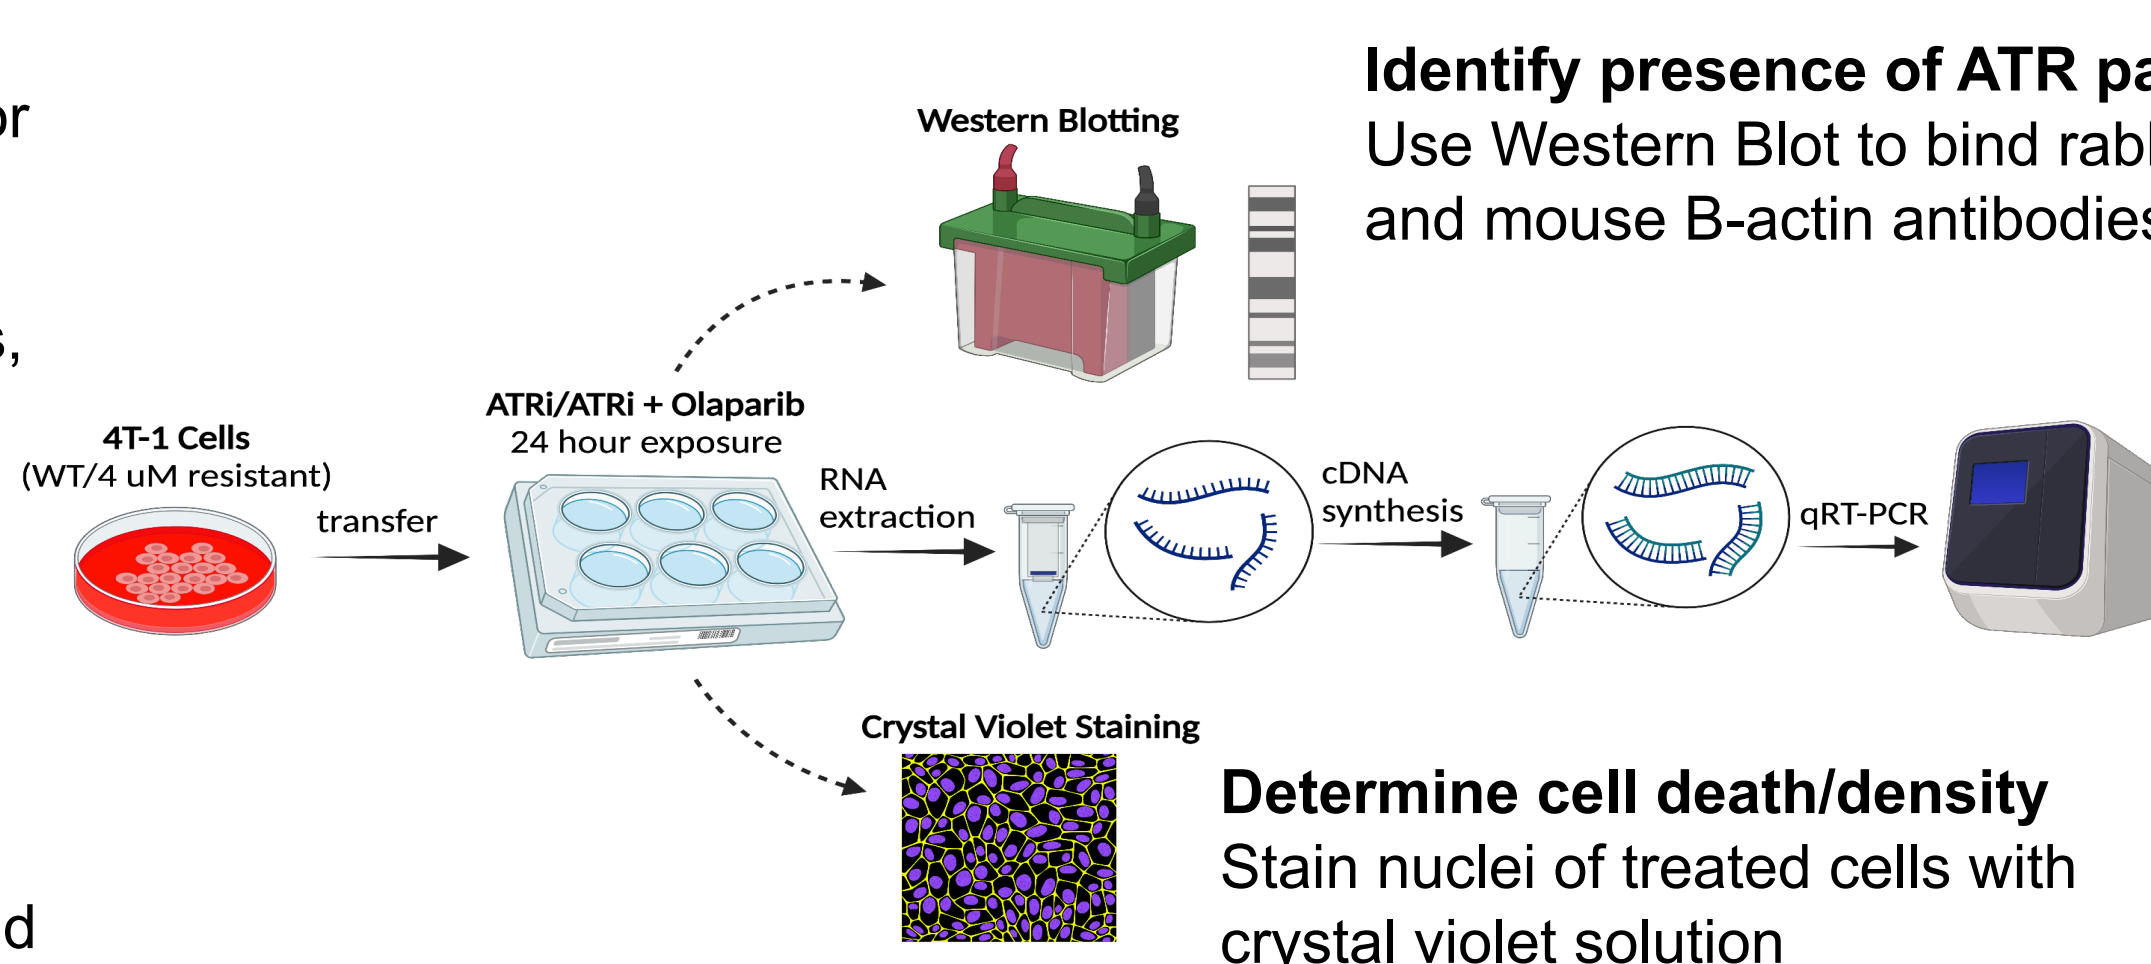 or
s,
d
Identify presence of ATR pa
Use Western Blot to bind rabb
and mouse B-actin antibodies
Western Blotting
4T-1 Cells
(WT/4 uM resistant)
transfer
ATRi/ATRi + Olaparib
24 hour exposure
RNA
extraction
cDNA
synthesis
qRT-PCR
Crystal Violet Staining
Determine cell death/density
Stain nuclei of treated cells with
crystal violet solution